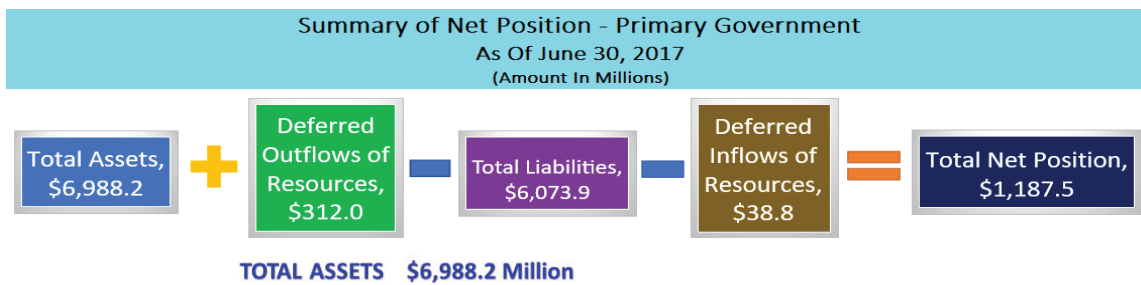 Summary of Net Position - Primary Government
As Of June 30, 2017
(Amount In Millions)
Total Assets,
$6,988.2
Deferred
Outflows of
Resources,
$312.0
Total Liabilities,
$6,073.9
Deferred
Inflows of
Resources,
$38.8
Total Net Position,
$1,187.5
TOTAL ASSETS $6,988.2 Million